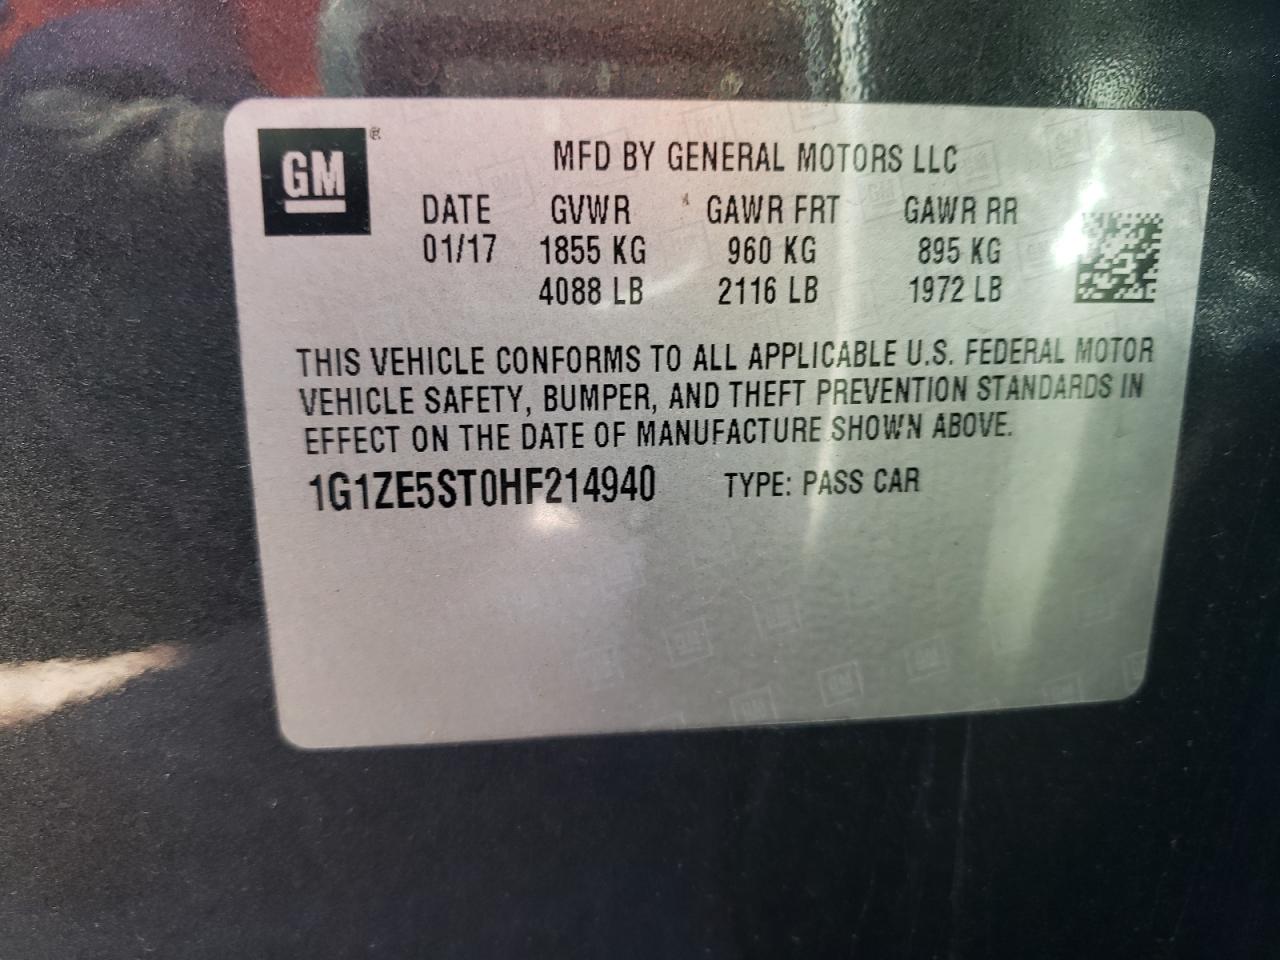 GM ®
MFD BY GENERAL MOTORS LLC
DATE GVWR GAWR FRT GAWR RR
01/17 1855 KG 960 KG 895 KG
4088 LB 2116 LB 1972 LB
THIS VEHICLE CONFORMS TO ALL APPLICABLE U.S. FEDERAL MOTOR
VEHICLE SAFETY, BUMPER, AND THEFT PREVENTION STANDARDS IN
EFFECT ON THE DATE OF MANUFACTURE SHOWN ABOVE.
1G1ZE5ST0HF214940 TYPE: PASS CAR